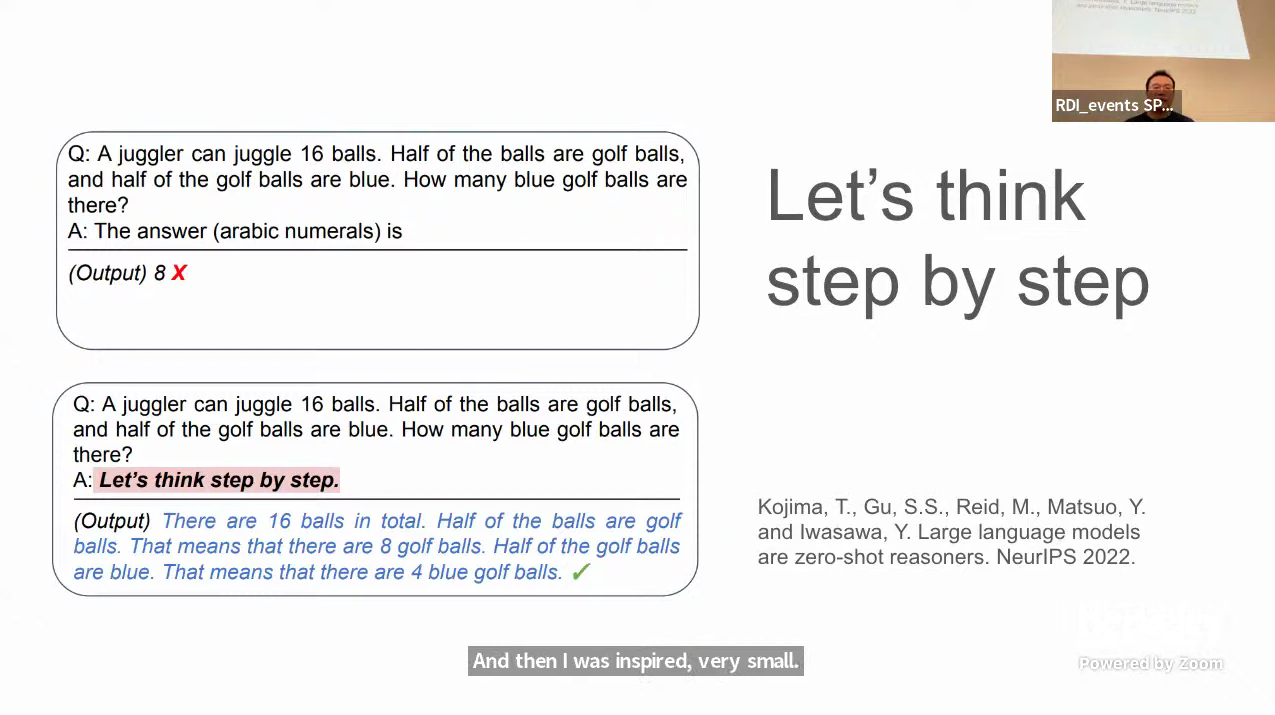 RDI_events SP...
Q: A juggler can juggle 16 balls. Half of the balls are golf balls,
and half of the golf balls are blue. How many blue golf balls are
there?
A: The answer (arabic numerals) is
(Output) 8 X
Q: A juggler can juggle 16 balls. Half of the balls are golf balls,
and half of the golf balls are blue. How many blue golf balls are
there?
A: Let's think step by step.
(Output) There are 16 balls in total. Half of the balls are golf
balls. That means that there are 8 golf balls. Half of the golf balls
are blue. That means that there are 4 blue golf balls. ✓
Let’s think
step by step
Kojima, T., Gu, S.S., Reid, M., Matsuo, Y.
and Iwasawa, Y. Large language models
are zero-shot reasoners. NeurIPS 2022.
And then I was inspired, very small.
Powered by Zoom